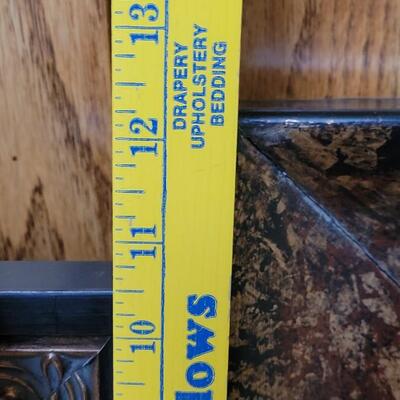 13
12
11
10
DRAPERY
UPHOLSTERY
BEDDING
lows